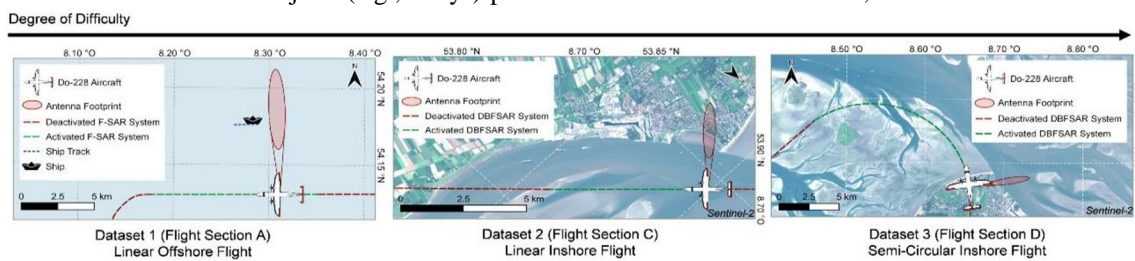 Degree of Difficulty
8.10 °O 8.20 °O 8.30 °O 8.40 °O
Do-228 Aircraft
Antenna Footprint
Deactivated F-SAR System
Activated F-SAR System
Ship Track
Ship
N
54.20 °N
54.15 °N
0 2.5 5 km
Dataset 1 (Flight Section A)
Linear Offshore Flight
53.80 °N 8.70 °O 53.85 °N
Do-228 Aircraft
Antenna Footprint
Deactivated DBFSAR System
Activated DBFSAR System
N
53.90 °N
8.70 °O
0 2.5 5 km
Sentinel-2
Dataset 2 (Flight Section C)
Linear Inshore Flight
8.50 °O 8.60 °O 8.70 °O 8.80 °O
N
Do-228 Aircraft
Antenna Footprint
Deactivated DBFSAR System
Activated DBFSAR System
0 2.5 5 km
Sentinel-2
Dataset 3 (Flight Section D)
Semi-Circular Inshore Flight